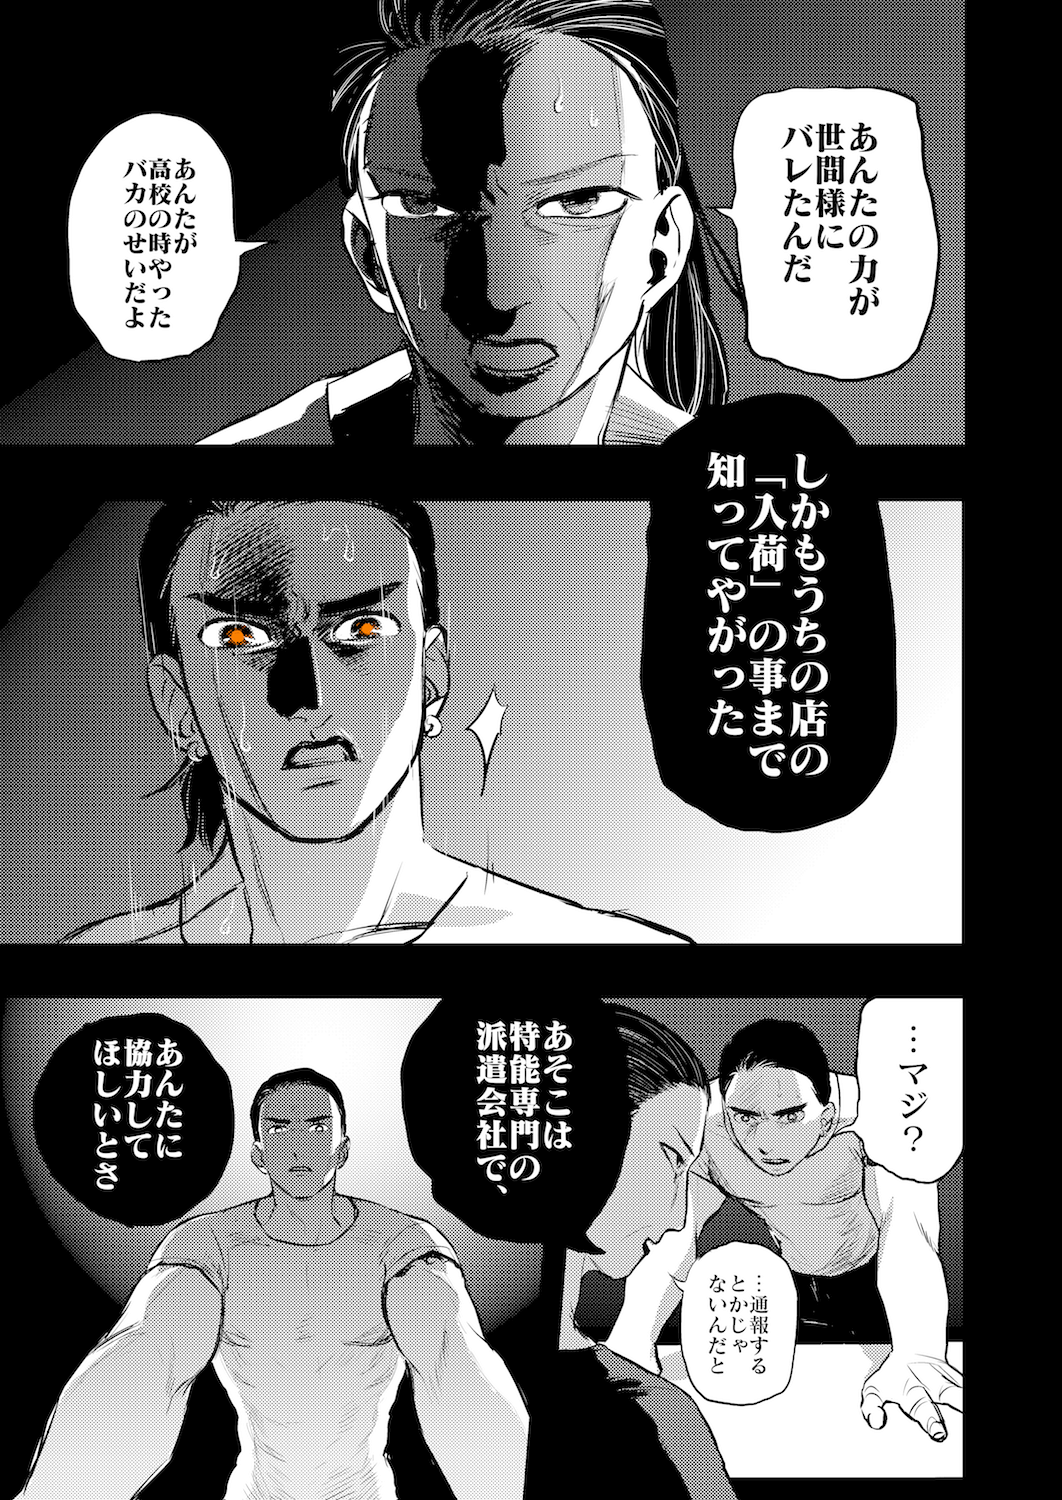 あんたの力が
世間様に
バレたんだ
あんたが
高校の時やった
バカのせいだよ
しかもうちの店の
「入荷」の事まで
知ってやがった
…マジ？
…通報する
とかじゃ
ないんだと
あそこは
特能専門の
派遣会社で、
あんたに
協力して
ほしいとさ